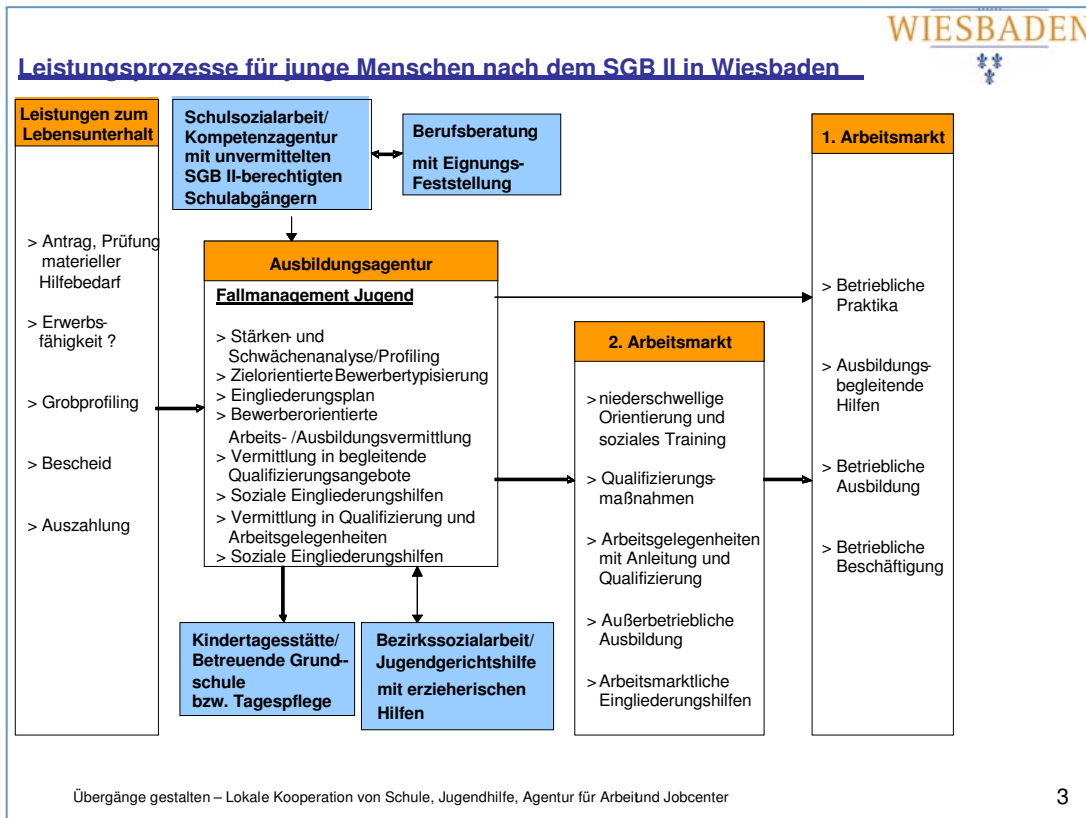 WIESBADEN
Leistungsprozesse für junge Menschen nach dem SGB II in Wiesbaden
Leistungen zum
Lebensunterhalt
> Antrag, Prüfung
materieller
Hilfebedarf
> Erwerbs-
fähigkeit ?
> Grobprofiling
> Bescheid
> Auszahlung
Schulsozialarbeit/
Kompetenzagentur
mit unvermittelten
SGB II-berechtigten
Schulabgängern
Berufsberatung
mit Eignungs-
Feststellung
Ausbildungsagentur
Fallmanagement Jugend
> Stärken- und
Schwächenanalyse/Profiling
> Zielorientierte Bewerbertypisierung
> Eingliederungsplan
> Bewerberorientierte
Arbeits- /Ausbildungsvermittlung
> Vermittlung in begleitende
Qualifizierungsangebote
> Soziale Eingliederungshilfen
> Vermittlung in Qualifizierung und
Arbeitsgelegenheiten
> Soziale Eingliederungshilfen
Kindertagesstätte/
Betreuende Grund--
schule
bzw. Tagespflege
Bezirkssozialarbeit/
Jugendgerichtshilfe
mit erzieherischen
Hilfen
2. Arbeitsmarkt
> niederschwellige
Orientierung und
soziales Training
> Qualifizierungs-
maßnahmen
> Arbeitsgelegenheiten
mit Anleitung und
Qualifizierung
> Außerbetriebliche
Ausbildung
> Arbeitsmarktliche
Eingliederungshilfen
1. Arbeitsmarkt
> Betriebliche
Praktika
> Ausbildungs-
begleitende
Hilfen
> Betriebliche
Ausbildung
> Betriebliche
Beschäftigung
Übergänge gestalten – Lokale Kooperation von Schule, Jugendhilfe, Agentur für Arbeit und Jobcenter
3